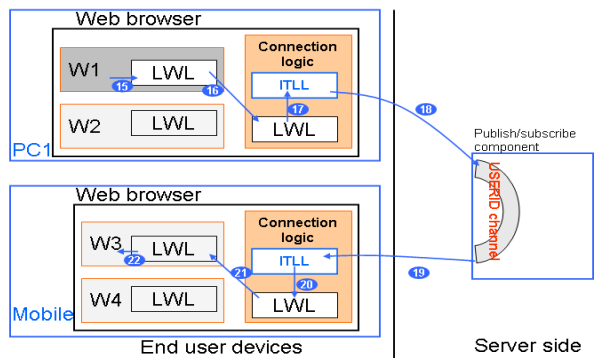 Web browser
W1
LWL
15
16
Connection
logic
ITLL
17
LWL
18
W2
LWL
PC1
Publish/subscribe
component
USERID channel
Web browser
W3
LWL
22
21
Connection
logic
ITLL
20
LWL
19
W4
LWL
Mobile
End user devices
Server side